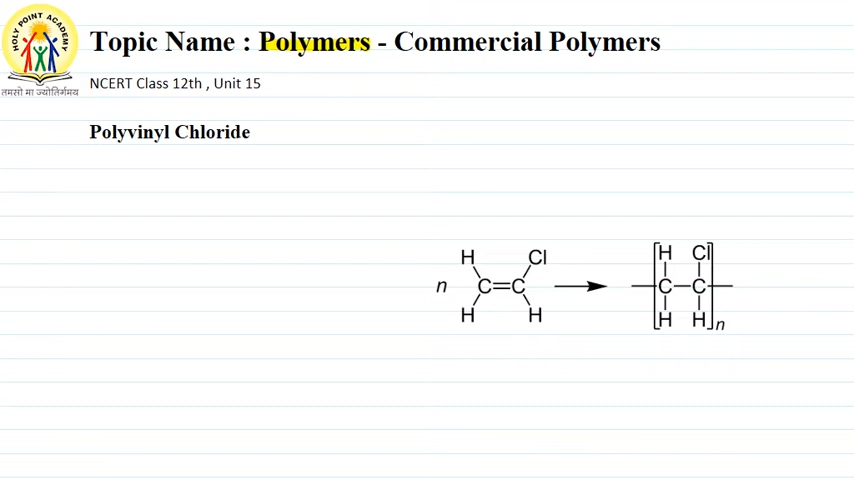 HOLY POINT ACADEMY
तमसो मा ज्योतिर्गमय
Topic Name : Polymers - Commercial Polymers
NCERT Class 12th , Unit 15
Polyvinyl Chloride
H Cl H Cl
n C=C C-C
H H H H n